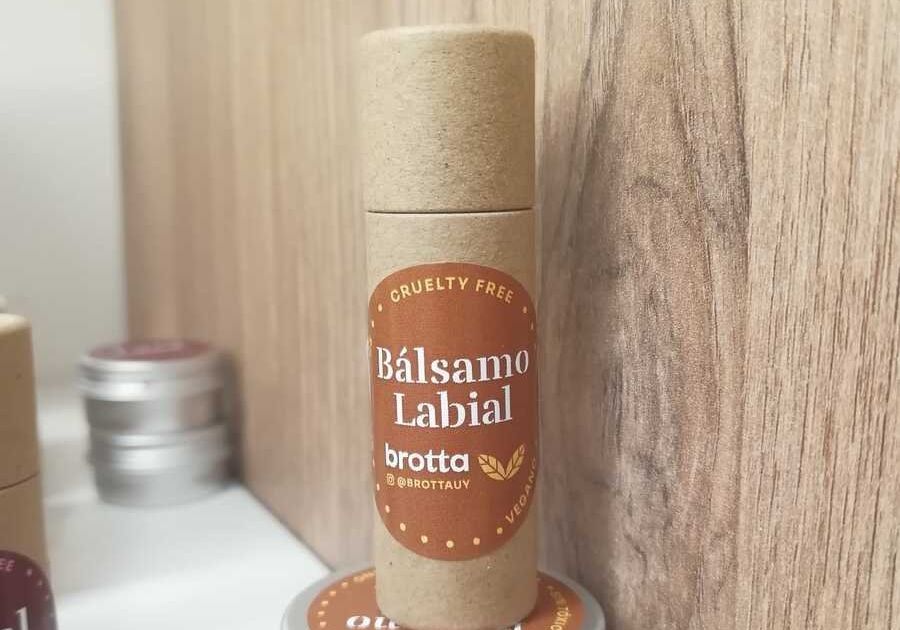 CRUELTY FREE
Bálsamo
Labial
brotta
@BROTTAUY
VEGANO